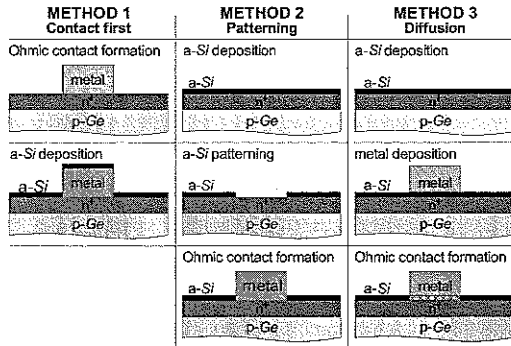 METHOD 1
Contact first
METHOD 2
Patterning
METHOD 3
Diffusion
Ohmic contact formation
metal
n⁺
p-Ge
a-Si deposition
a-Si
n⁺
p-Ge
a-Si deposition
a-Si
n⁺
p-Ge
a-Si deposition
a-Si
metal
n⁺
p-Ge
a-Si patterning
a-Si
n⁺
p-Ge
metal deposition
a-Si
metal
n⁺
p-Ge
Ohmic contact formation
a-Si
metal
n⁺
p-Ge
Ohmic contact formation
a-Si
metal
n⁺
p-Ge